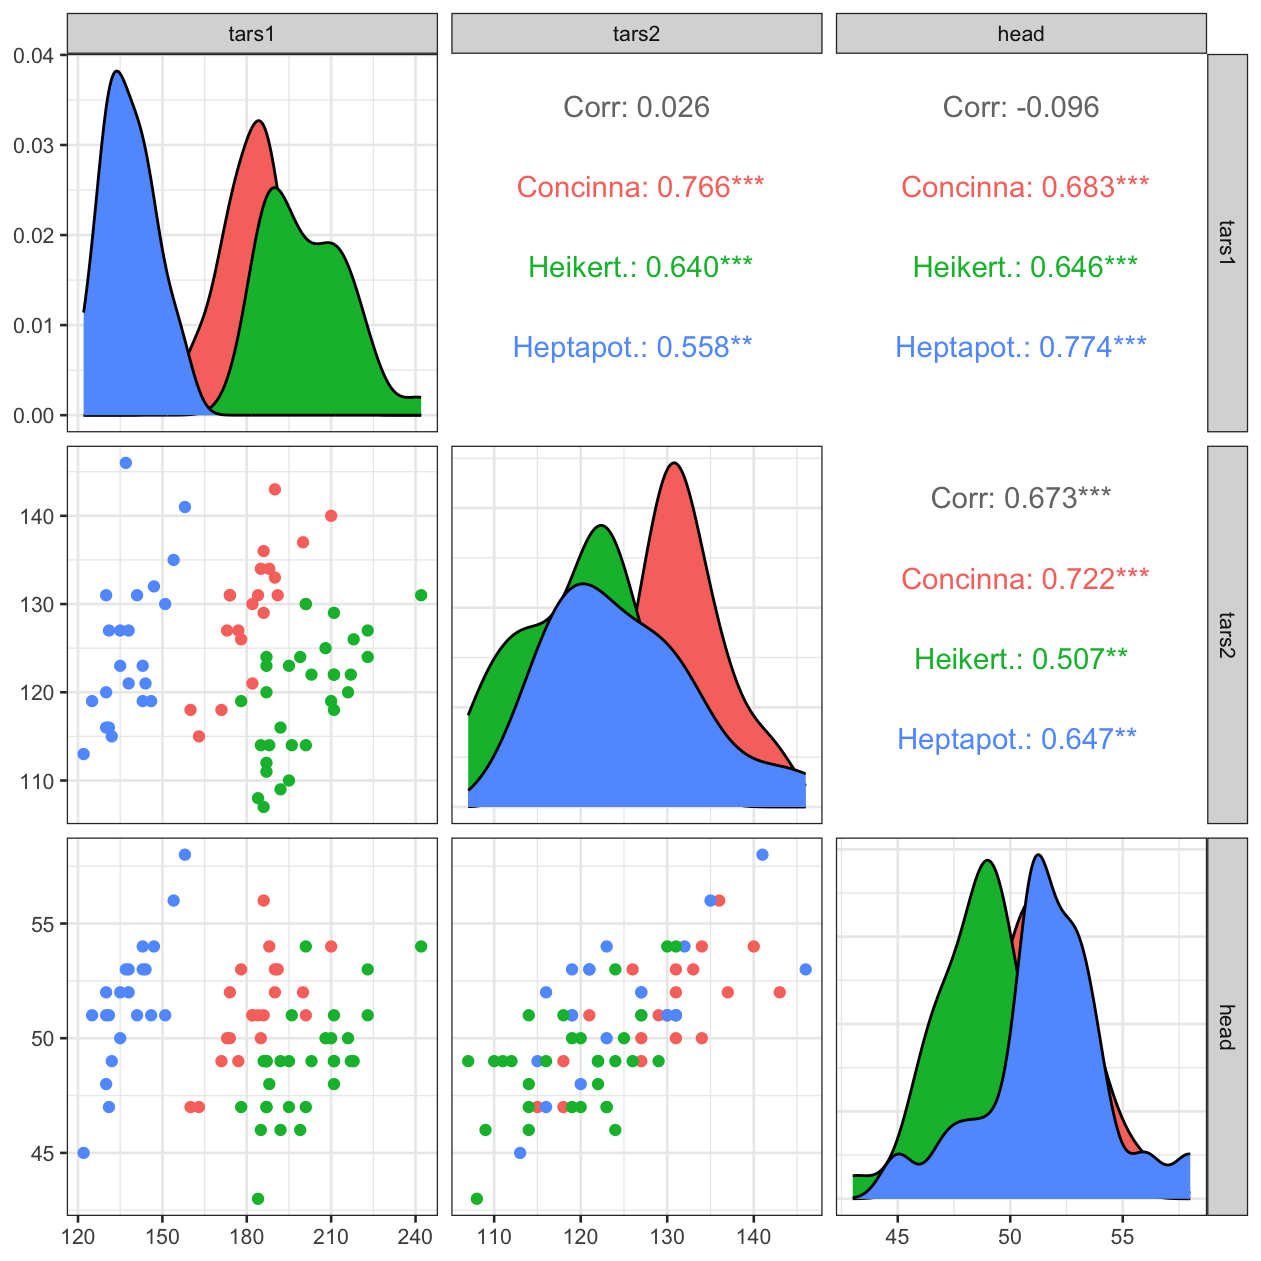 tars1
tars2
head
0.04
0.03
0.02
0.01
0.00
Corr: 0.026
Concinna: 0.766***
Heikert.: 0.640***
Heptapot.: 0.558**
Corr: -0.096
Concinna: 0.683***
Heikert.: 0.646***
Heptapot.: 0.774***
tars1
140
130
120
110
Corr: 0.673***
Concinna: 0.722***
Heikert.: 0.507**
Heptapot.: 0.647**
tars2
55
50
45
head
120
150
180
210
240
110
120
130
140
45
50
55